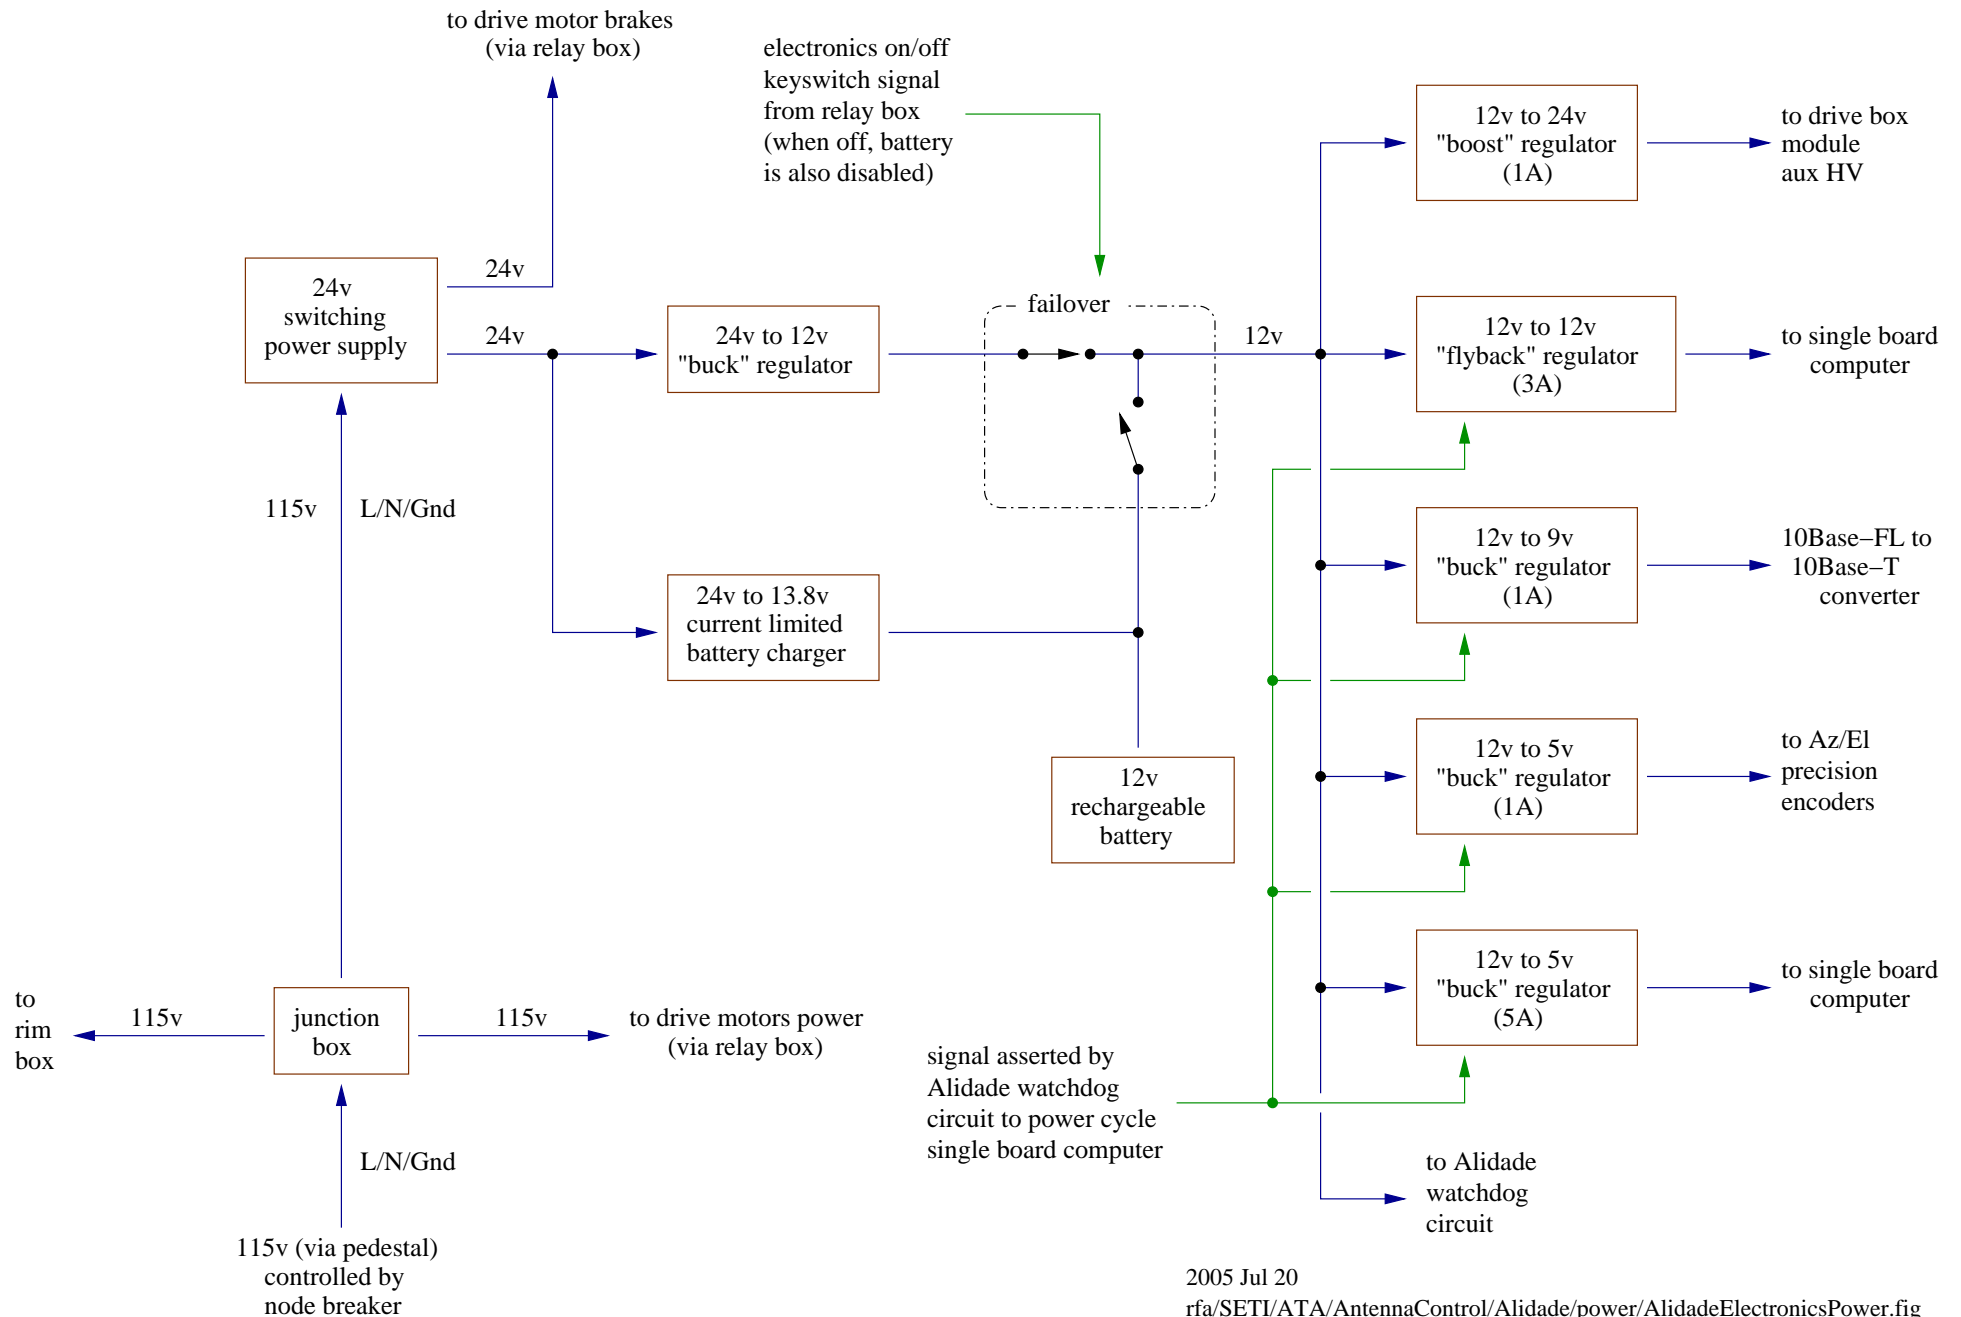 to drive motor brakes
(via relay box)
electronics on/off
keyswitch signal
from relay box
(when off, battery
is also disabled)
12v to 24v
"boost" regulator
(1A)
to drive box
module
aux HV
24v
switching
power supply
24v
24v
24v to 12v
"buck" regulator
failover
12v
12v to 12v
"flyback" regulator
(3A)
to single board
computer
115v
L/N/Gnd
12v to 9v
"buck" regulator
(1A)
10Base−FL to
10Base−T
converter
24v to 13.8v
current limited
battery charger
12v
rechargeable
battery
12v to 5v
"buck" regulator
(1A)
to Az/El
precision
encoders
12v to 5v
"buck" regulator
(5A)
to single board
computer
to
rim
box
115v
junction
box
115v
to drive motors power
(via relay box)
signal asserted by
Alidade watchdog
circuit to power cycle
single board computer
L/N/Gnd
to Alidade
watchdog
circuit
115v (via pedestal)
controlled by
node breaker
2005 Jul 20
rfa/SETI/ATA/AntennaControl/Alidade/power/AlidadeElectronicsPower.fig